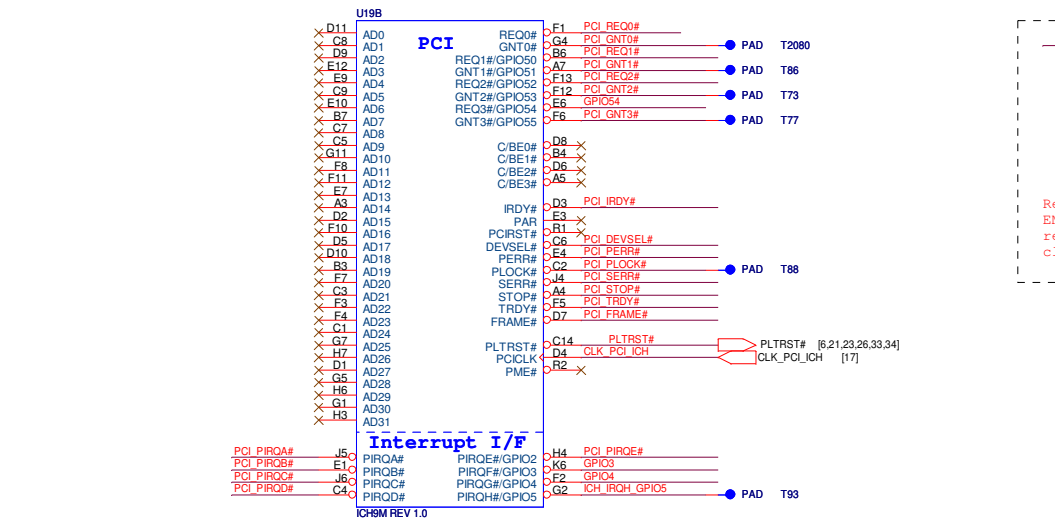 U19B
PCI
D11 AD0
C8 AD1
D9 AD2
E12 AD3
E9 AD4
C9 AD5
E10 AD6
B7 AD7
C7 AD8
C5 AD9
G11 AD10
F8 AD11
F11 AD12
E7 AD13
A3 AD14
D2 AD15
F10 AD16
D5 AD17
D10 AD18
B3 AD19
F7 AD20
C3 AD21
F3 AD22
F4 AD23
C1 AD24
G7 AD25
H7 AD26
D1 AD27
G5 AD28
H6 AD29
G1 AD30
H3 AD31
REQ0# F1 PCI_REQ0#
GNT0# G4 PCI_GNT0# PAD T2080
REQ1#/GPIO50 B6 PCI_REQ1#
GNT1#/GPIO51 A7 PCI_GNT1# PAD T86
REQ2#/GPIO52 F13 PCI_REQ2#
GNT2#/GPIO53 F12 PCI_GNT2# PAD T73
REQ3#/GPIO54 E6 GPIO54
GNT3#/GPIO55 F6 PCI_GNT3# PAD T77
C/BE0# D8
C/BE1# B4
C/BE2# D6
C/BE3# A5
IRDY# D3 PCI_IRDY#
PAR E3
PCIRST# R1
DEVSEL# C6 PCI_DEVSEL#
PERR# E4 PCI_PERR#
PLOCK# C2 PCI_PLOCK# PAD T88
SERR# J4 PCI_SERR#
STOP# A4 PCI_STOP#
TRDY# F5 PCI_TRDY#
FRAME# D7 PCI_FRAME#
PLTRST# C14 PLTRST# PLTRST# [6,21,23,26,33,34]
PCICLK D4 CLK_PCI_ICH CLK_PCI_ICH [17]
PME# R2
Interrupt I/F
PCI_PIRQA# J5 PIRQA# PIRQE#/GPIO2 H4 PCI_PIRQE#
PCI_PIRQB# E1 PIRQB# PIRQF#/GPIO3 K6 GPIO3
PCI_PIRQC# J6 PIRQC# PIRQG#/GPIO4 F2 GPIO4
PCI_PIRQD# C4 PIRQD# PIRQH#/GPIO5 G2 ICH_IRQH_GPIO5 PAD T93
ICH9M REV 1.0